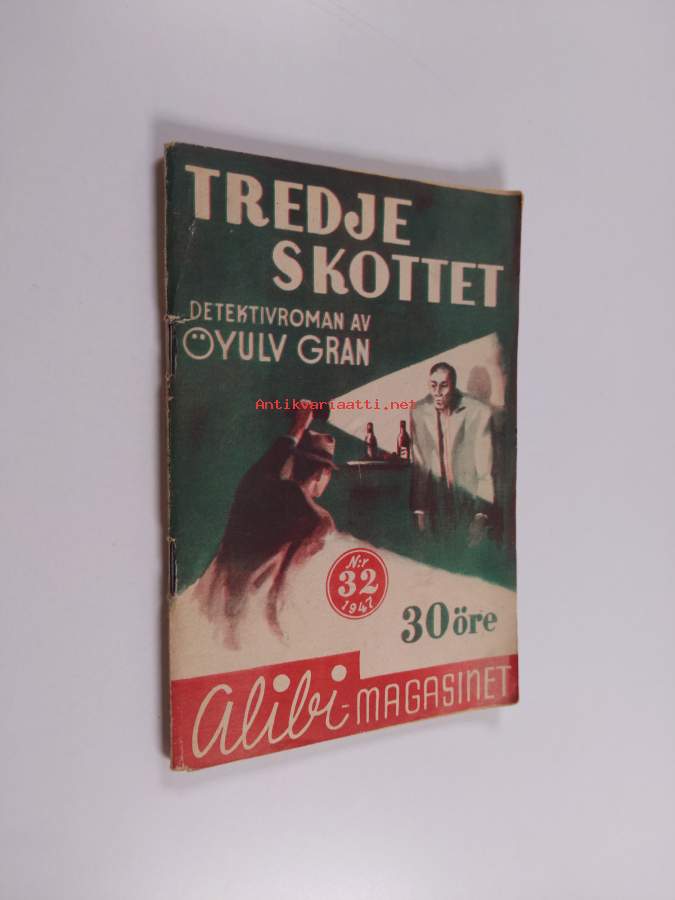 TREDJE
SKOTTET
DETEKTIVROMAN AV
ÖYULV GRAN
Antikvariaatti.net
N:r
32
1947
30 öre
alibi-MAGASINET